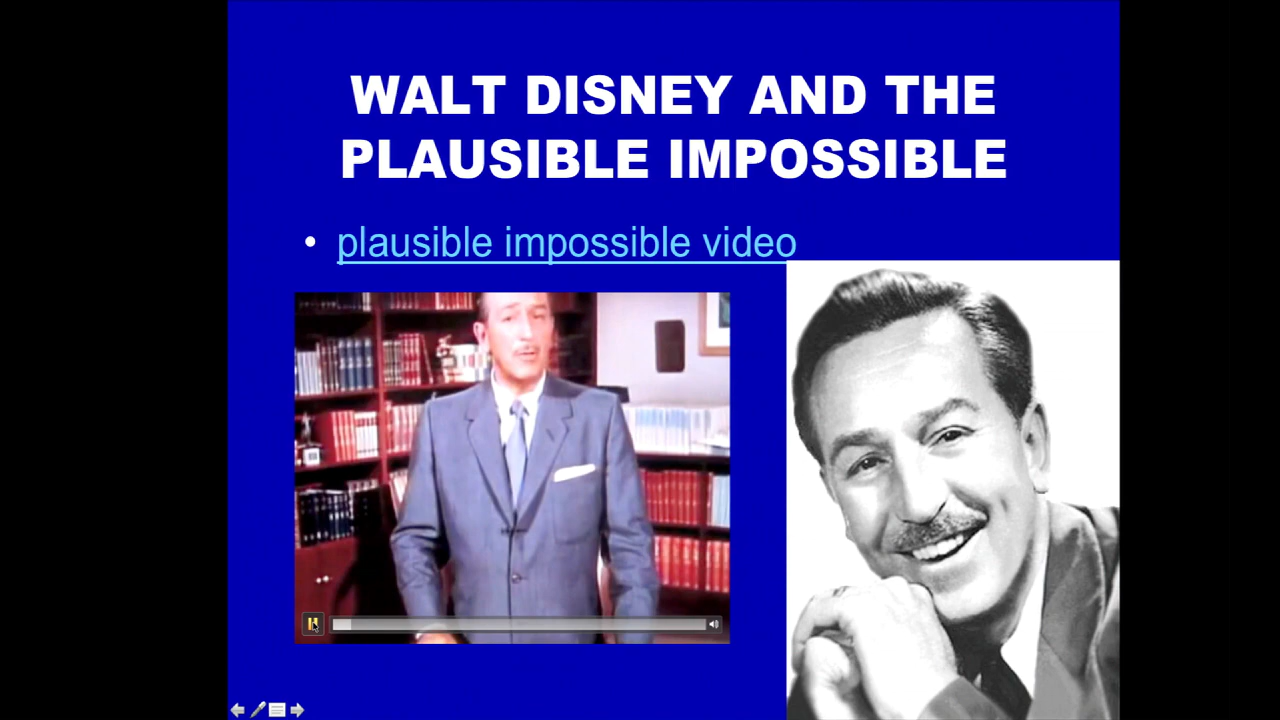 WALT DISNEY AND THE
PLAUSIBLE IMPOSSIBLE
• plausible impossible video